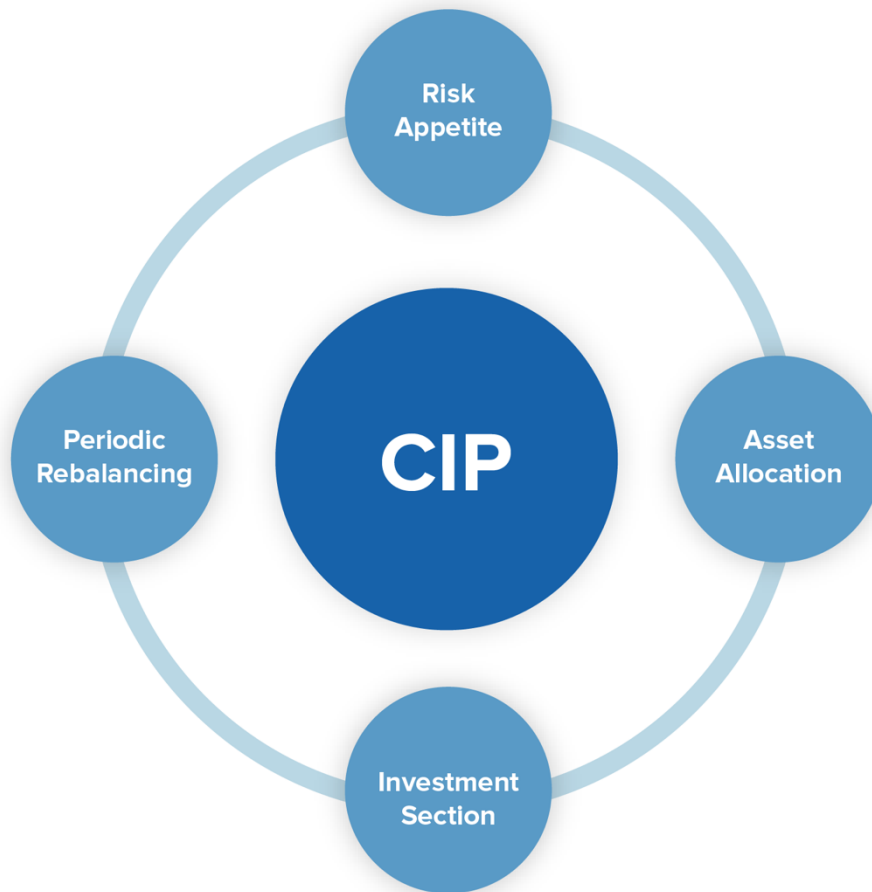 Risk
Appetite
Periodic
Rebalancing
CIP
Asset
Allocation
Investment
Section